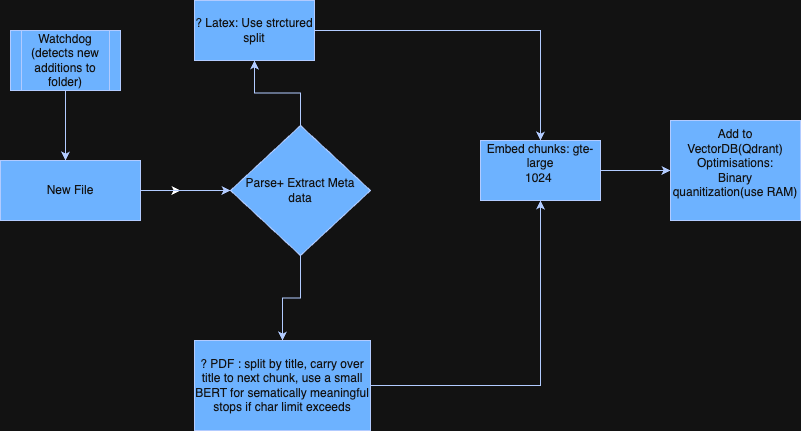 Watchdog
(detects new
additions to
folder)
New File
Parse+ Extract Meta
data
? Latex: Use strctured
split
? PDF : split by title, carry over
title to next chunk, use a small
BERT for sematically meaningful
stops if char limit exceeds
Embed chunks: gte-
large
1024
Add to
VectorDB(Qdrant)
Optimisations:
Binary
quanitization(use RAM)